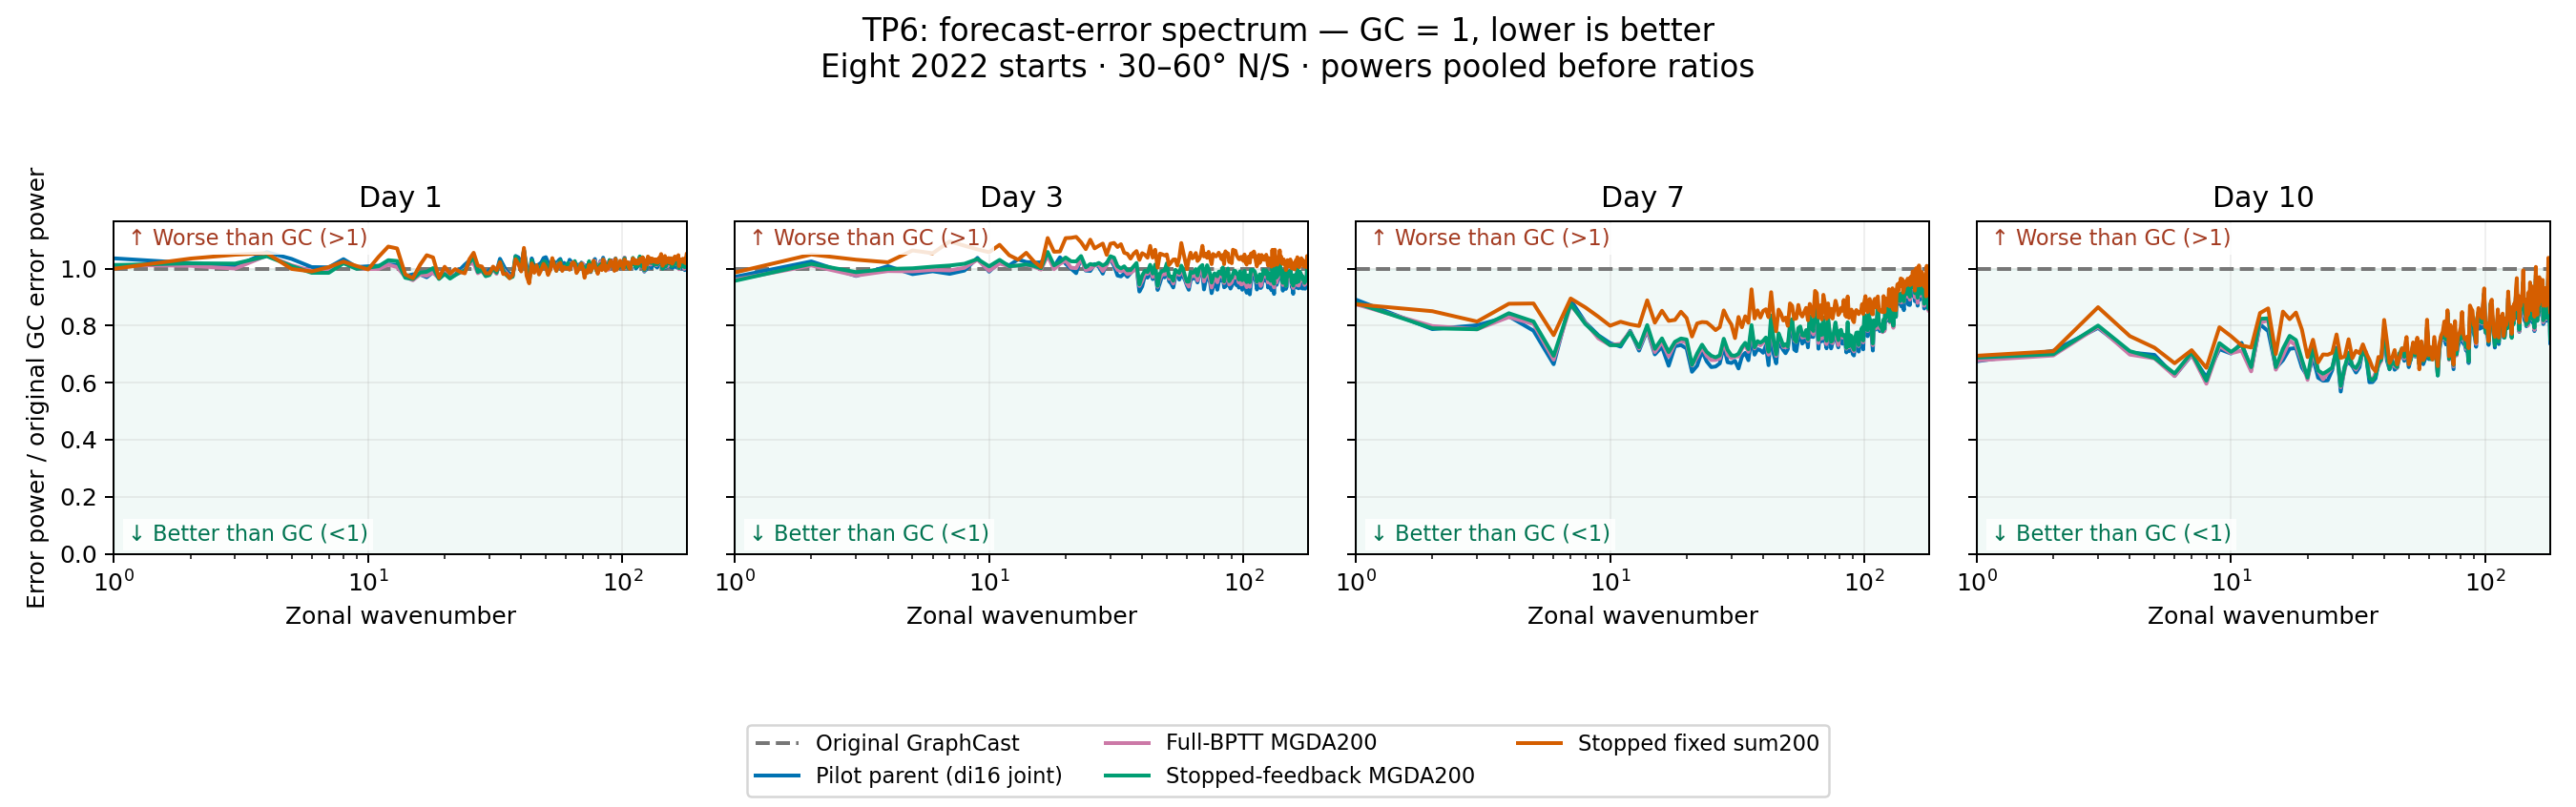 TP6: forecast-error spectrum — GC = 1, lower is better
Eight 2022 starts · 30–60° N/S · powers pooled before ratios
Error power / original GC error power
Day 1
↑ Worse than GC (>1)
↓ Better than GC (<1)
1.0
0.8
0.6
0.4
0.2
0.0
10⁰ 10¹ 10²
Zonal wavenumber
Day 3
↑ Worse than GC (>1)
↓ Better than GC (<1)
10⁰ 10¹ 10²
Zonal wavenumber
Day 7
↑ Worse than GC (>1)
↓ Better than GC (<1)
10⁰ 10¹ 10²
Zonal wavenumber
Day 10
↑ Worse than GC (>1)
↓ Better than GC (<1)
10⁰ 10¹ 10²
Zonal wavenumber
Original GraphCast
Pilot parent (di16 joint)
Full-BPTT MGDA200
Stopped-feedback MGDA200
Stopped fixed sum200